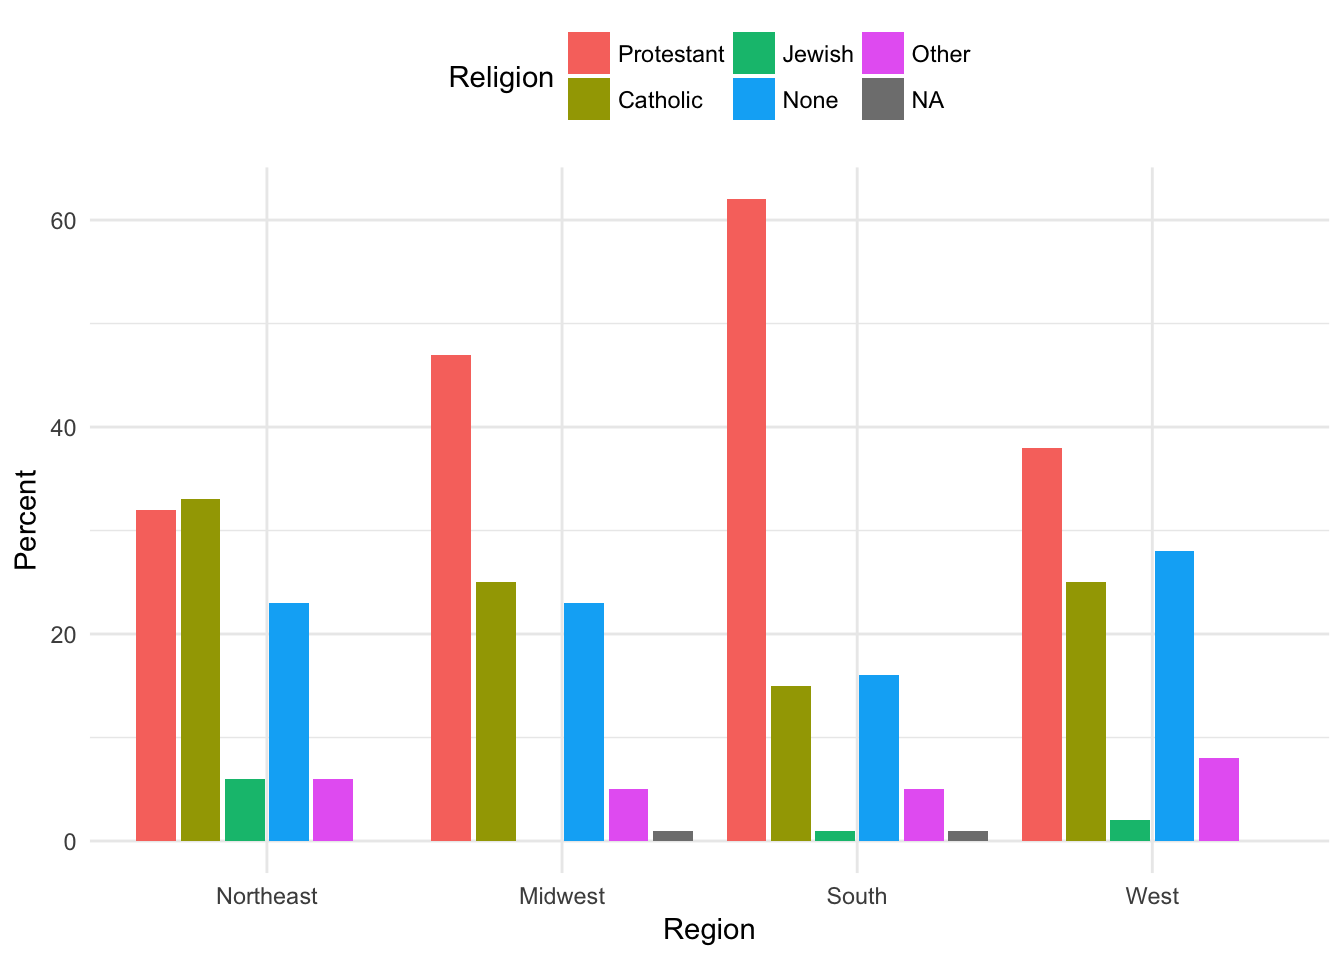 Religion
Protestant Jewish Other
Catholic None NA
60
40
20
0
Percent
Northeast Midwest South West
Region